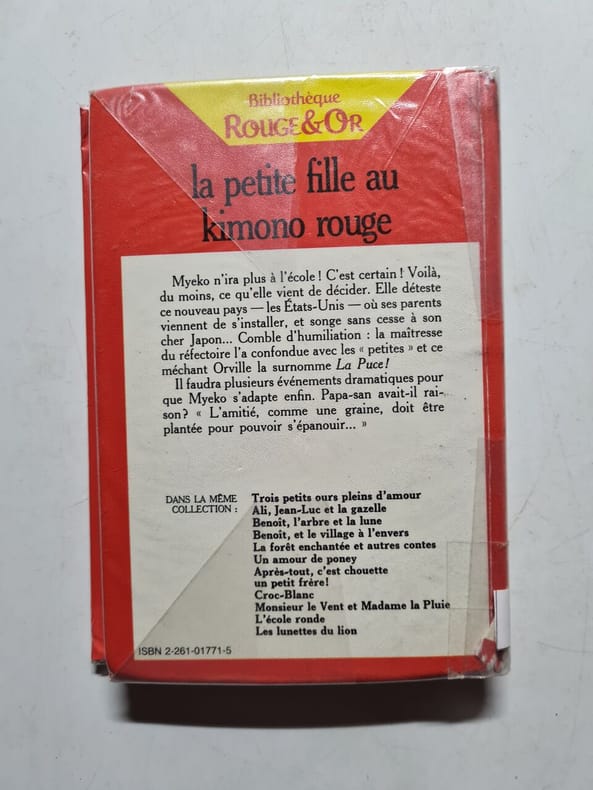 Bibliothèque
ROUGE&OR
la petite fille au
kimono rouge
Myeko n'ira plus à l'école ! C'est certain ! Voilà,
du moins, ce qu'elle vient de décider. Elle déteste
ce nouveau pays — les États-Unis — où ses parents
viennent de s'installer, et songe sans cesse à son
cher Japon... Comble d'humiliation : la maîtresse
du réfectoire l'a confondue avec les « petites » et ce
méchant Orville la surnomme La Puce !
Il faudra plusieurs événements dramatiques pour
que Myeko s'adapte enfin. Papa-san avait-il rai-
son ? « L'amitié, comme une graine, doit être
plantée pour pouvoir s'épanouir... »
DANS LA MÊME
COLLECTION :
Trois petits ours pleins d'amour
Ali, Jean-Luc et la gazelle
Benoît, l'arbre et la lune
Benoît, et le village à l'envers
La forêt enchantée et autres contes
Un amour de poney
Après-tout, c'est chouette
un petit frère !
Croc-Blanc
Monsieur le Vent et Madame la Pluie
L'école ronde
Les lunettes du lion
ISBN 2-261-01771-5